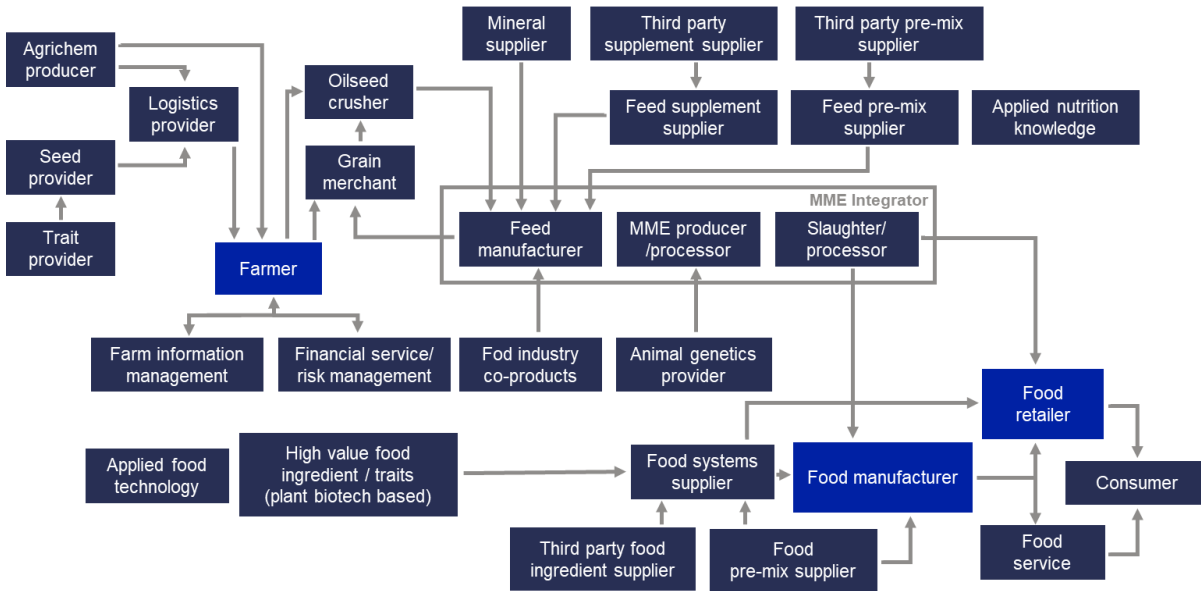 Agrichem
producer
Mineral
supplier
Third party
supplement supplier
Third party pre-mix
supplier
Oilseed
crusher
Logistics
provider
Feed supplement
supplier
Feed pre-mix
supplier
Applied nutrition
knowledge
Seed
provider
Grain
merchant
MME Integrator
Trait
provider
Farmer
Feed
manufacturer
MME producer
/processor
Slaughter/
processor
Farm information
management
Financial service/
risk management
Fod industry
co-products
Animal genetics
provider
Food
retailer
Applied food
technology
High value food
ingredient / traits
(plant biotech based)
Food systems
supplier
Food manufacturer
Consumer
Third party food
ingredient supplier
Food
pre-mix supplier
Food
service